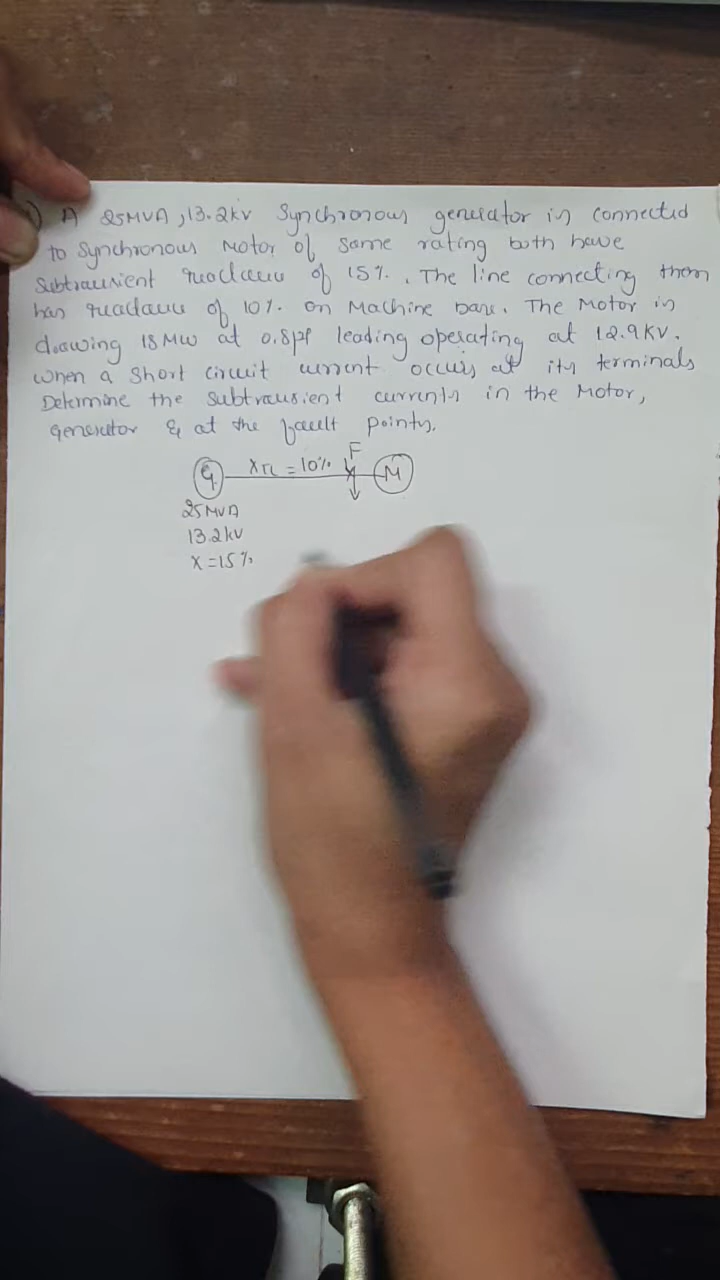 1) A 25MVA, 13.2kv Synchronous generator is connected
to Synchronous Motor of Same rating both have
Subtransient reactance of 15%. The line connecting them
has reactance of 10% on Machine base. The Motor is
drawing 18MW at 0.8pf leading operating at 12.9KV.
When a Short circuit current occurs at its terminals
Determine the Subtransient currents in the Motor,
Generator & at the fault points.
F
G XTL = 10% M
25MVA
13.2kV
X = 15%